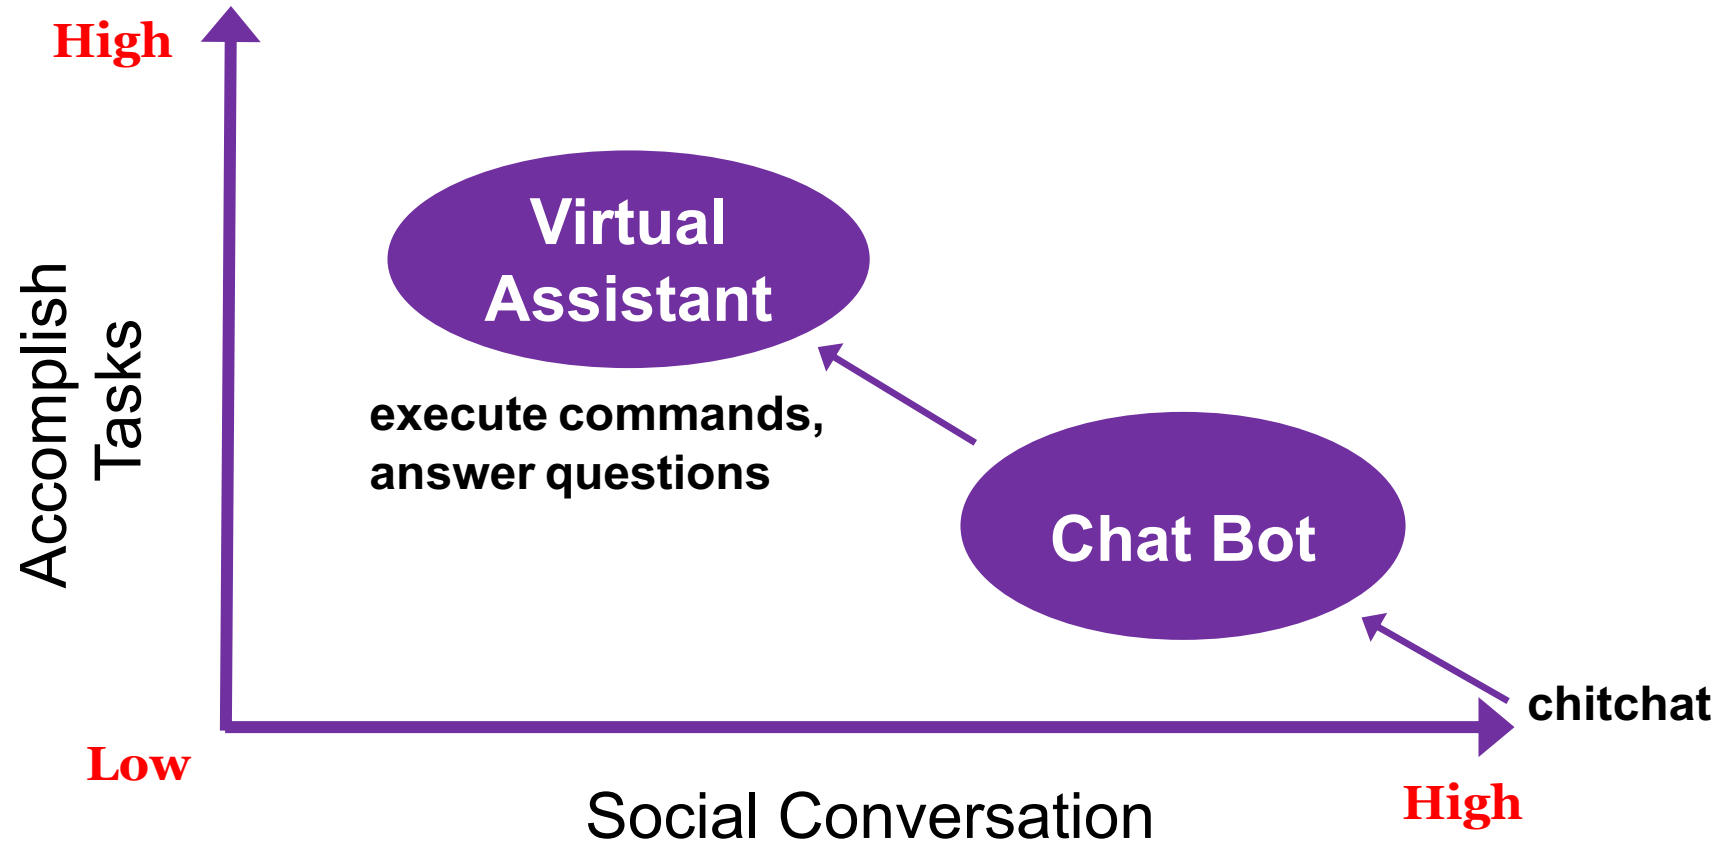 High
Accomplish
Tasks
Virtual
Assistant
execute commands,
answer questions
Chat Bot
chitchat
Low
Social Conversation
High